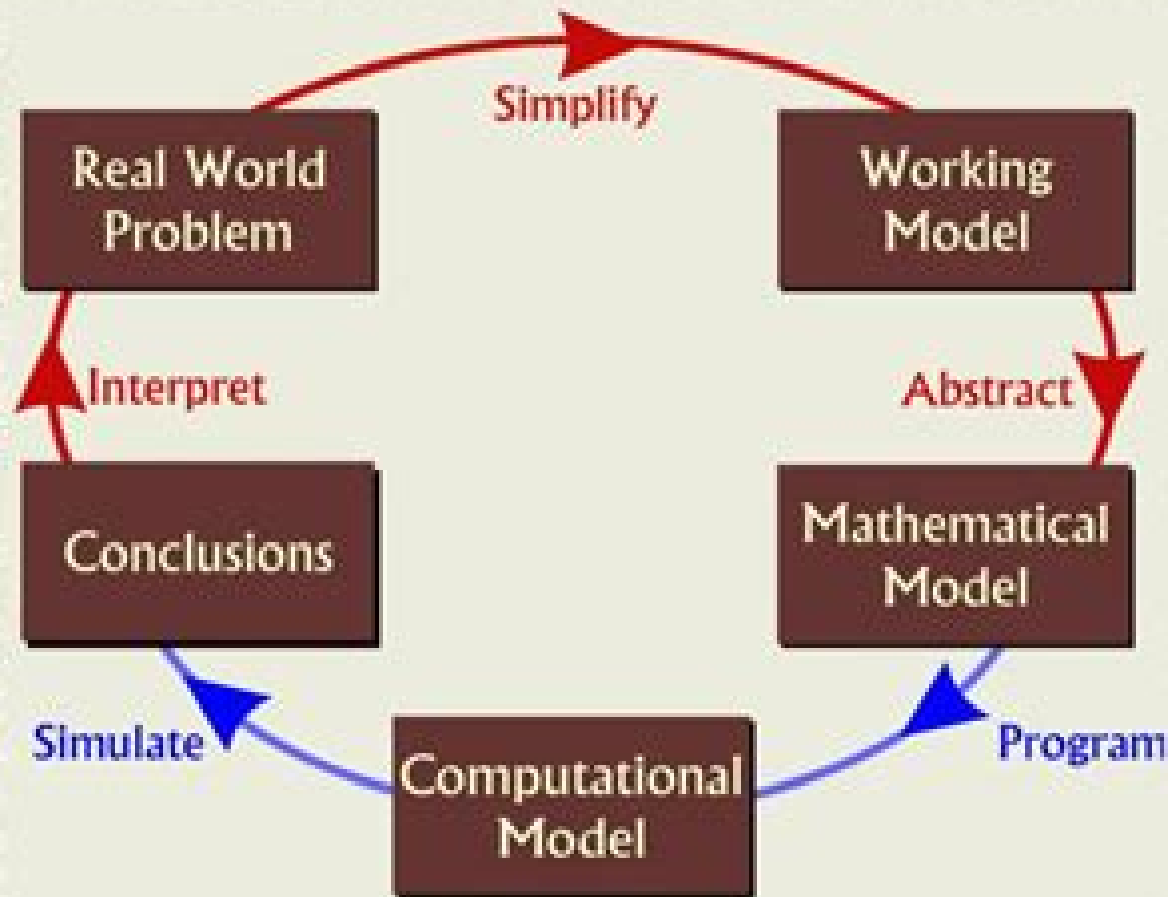 Simplify
Real World
Problem
Working
Model
Interpret
Abstract
Conclusions
Mathematical
Model
Simulate
Program
Computational
Model